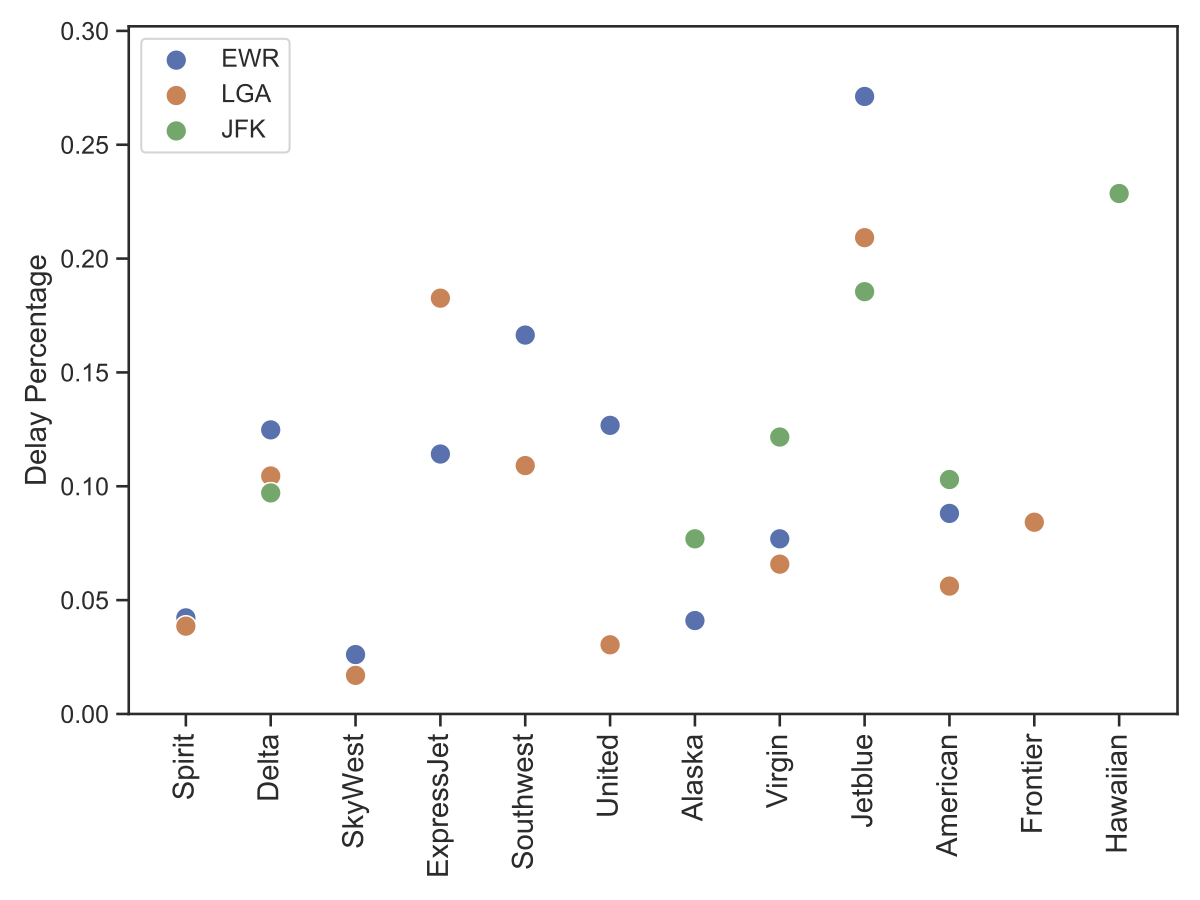 EWR
LGA
JFK
Delay Percentage
0.30
0.25
0.20
0.15
0.10
0.05
0.00
Spirit
Delta
SkyWest
ExpressJet
Southwest
United
Alaska
Virgin
Jetblue
American
Frontier
Hawaiian